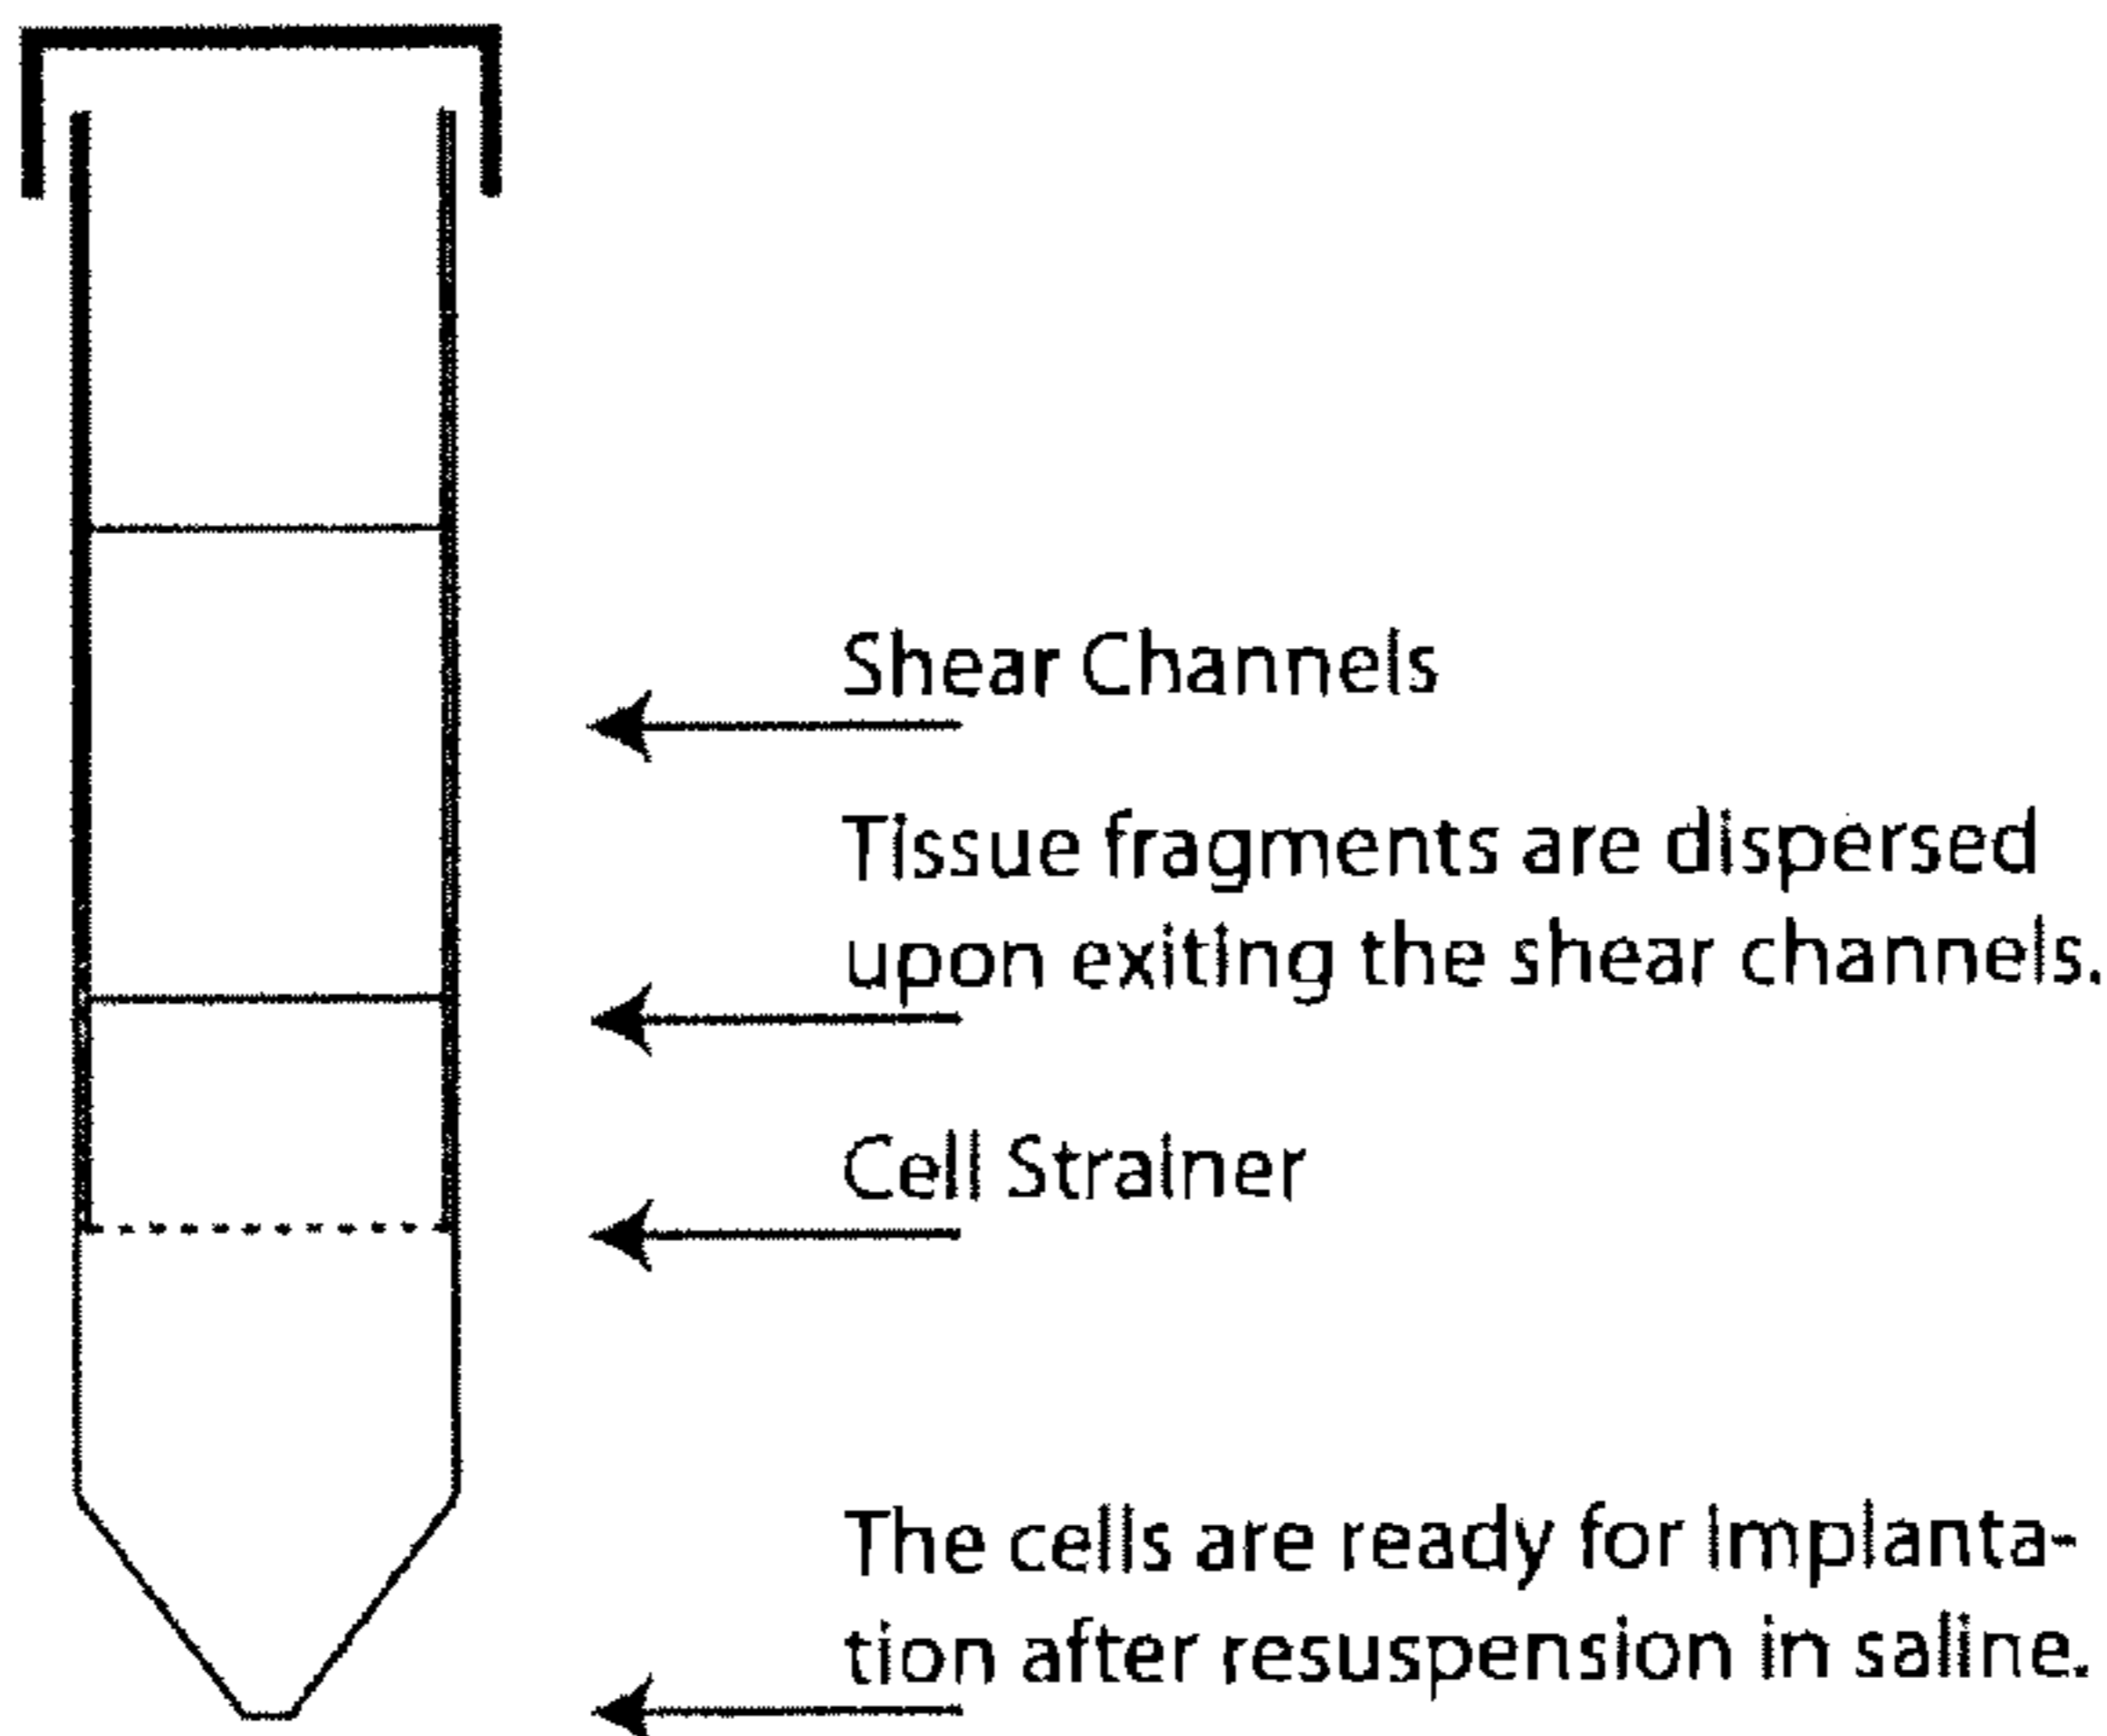 Shear Channels
Tissue fragments are dispersed
upon exiting the shear channels.
Cell Strainer
The cells are ready for Implanta-
tion after resuspension in saline.